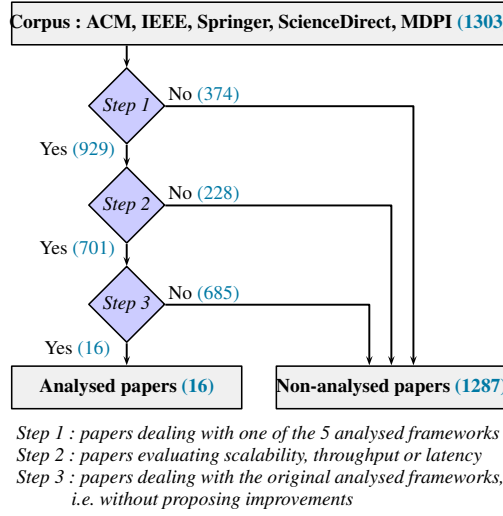 Corpus : ACM, IEEE, Springer, ScienceDirect, MDPI (1303
Step 1
No (374)
Yes (929)
Step 2
No (228)
Yes (701)
Step 3
No (685)
Yes (16)
Analysed papers (16)
Non-analysed papers (1287)
Step 1 : papers dealing with one of the 5 analysed frameworks
Step 2 : papers evaluating scalability, throughput or latency
Step 3 : papers dealing with the original analysed frameworks,
i.e. without proposing improvements